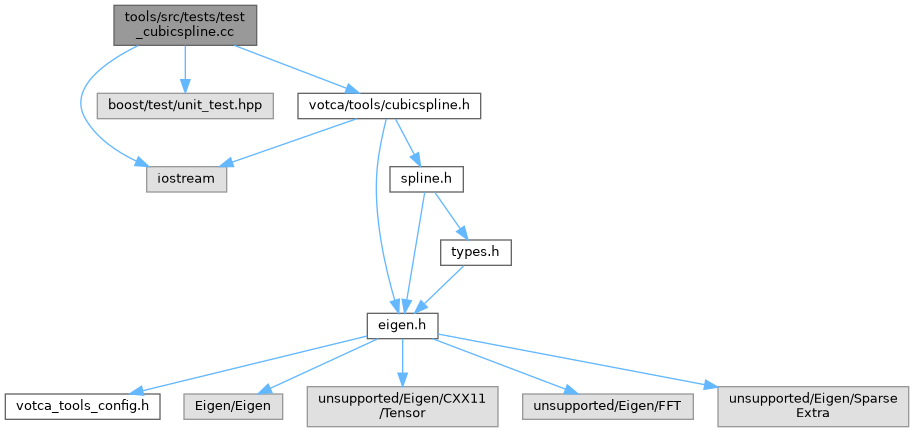 tools/src/tests/test
_cubicspline.cc
boost/test/unit_test.hpp
votca/tools/cubicspline.h
iostream
spline.h
types.h
eigen.h
votca_tools_config.h
Eigen/Eigen
unsupported/Eigen/CXX11
/Tensor
unsupported/Eigen/FFT
unsupported/Eigen/Sparse
Extra